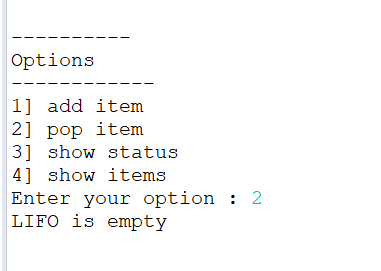 ----------
Options
------------
1] add item
2] pop item
3] show status
4] show items
Enter your option : 2
LIFO is empty